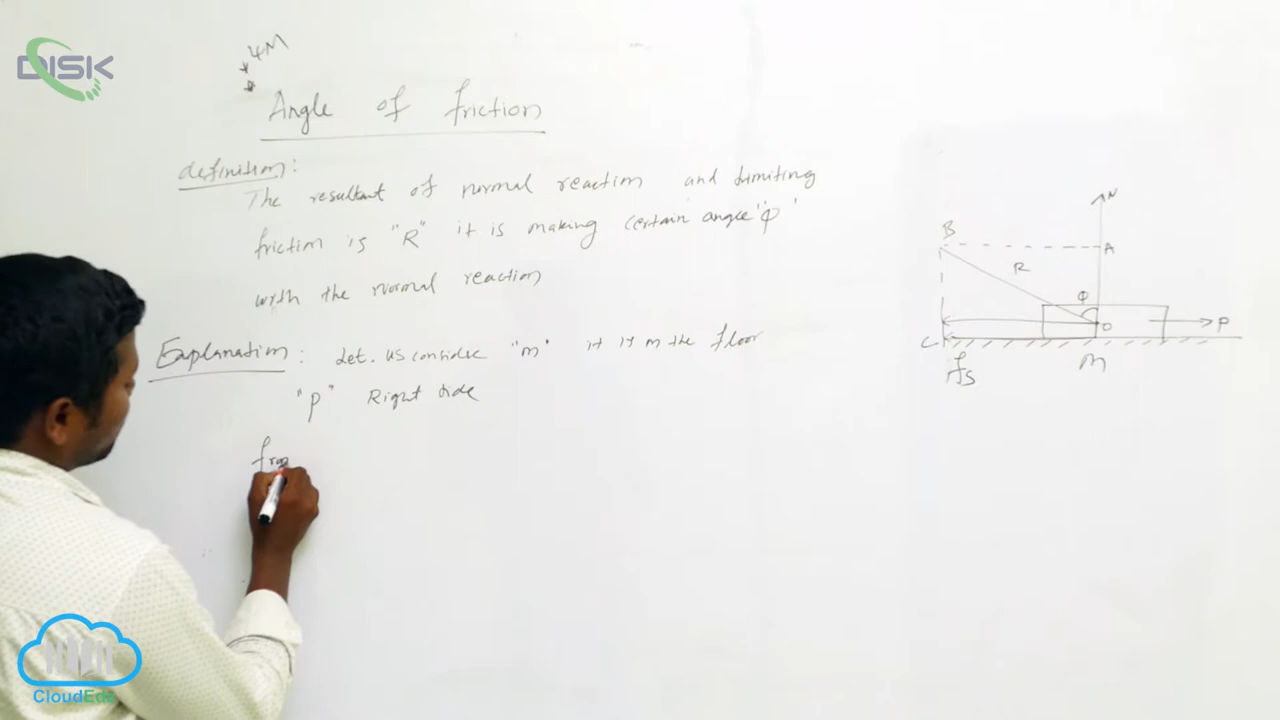 DISK
4M
Angle of friction
definition:
The resultant of normal reaction and limiting
friction is "R" it is making certain angle "φ"
with the normal reaction
Explanation: Let. us consider "m" it is on the floor
"P" Right side
from
N
B
A
R
φ
O
P
C
fs
m
CloudEdz